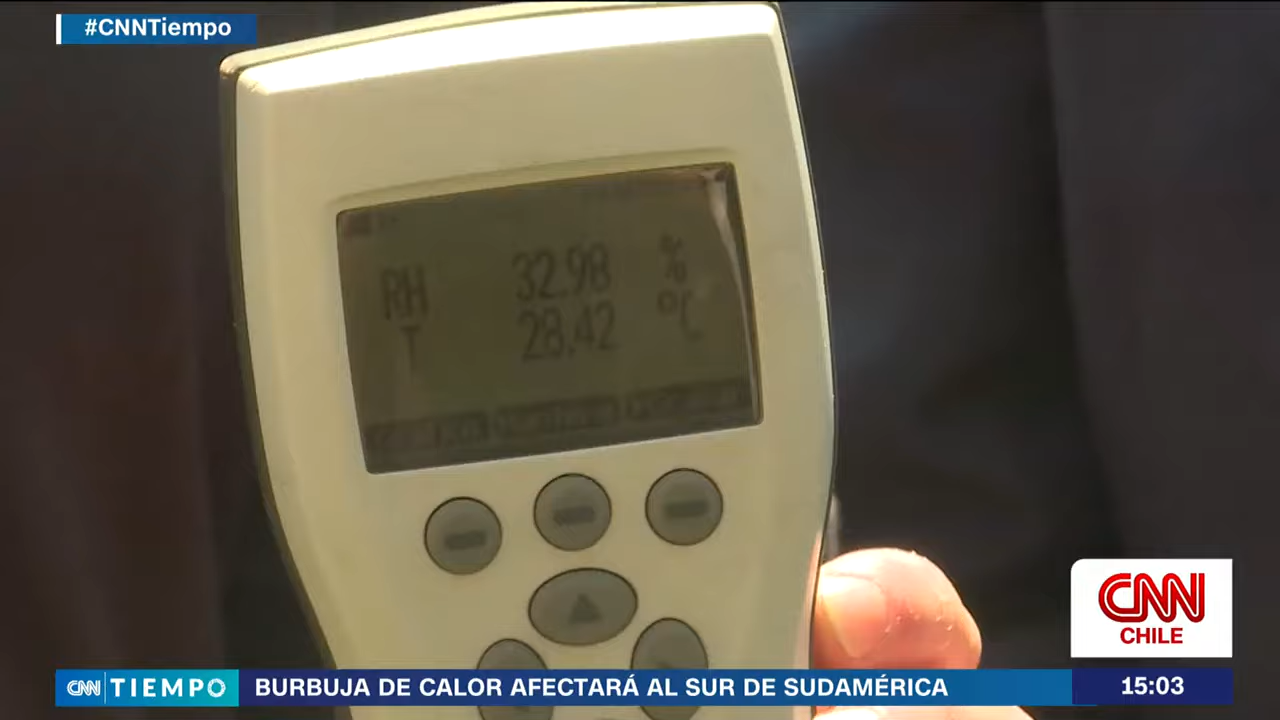 #CNNTiempo
RH 32.98 %
T 28.42 °C
CNN
CHILE
CNN TIEMPO BURBUJA DE CALOR AFECTARÁ AL SUR DE SUDAMÉRICA 15:03